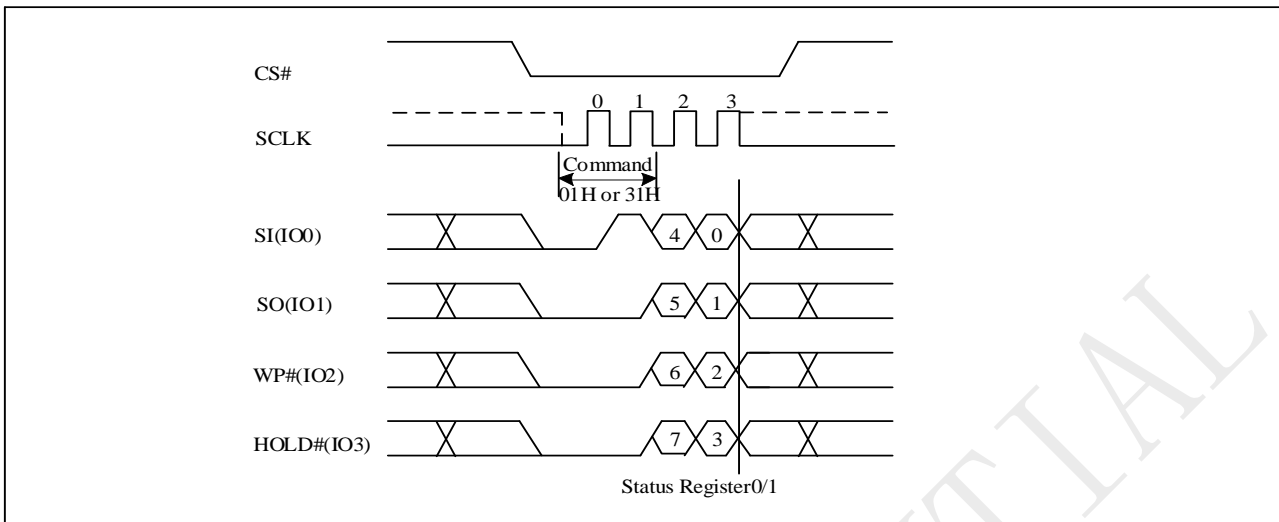 CS#
0 1 2 3
SCLK
Command
01H or 31H
SI(IO0) 4 0
SO(IO1) 5 1
WP#(IO2) 6 2
HOLD#(IO3) 7 3
Status Register0/1
TIAL